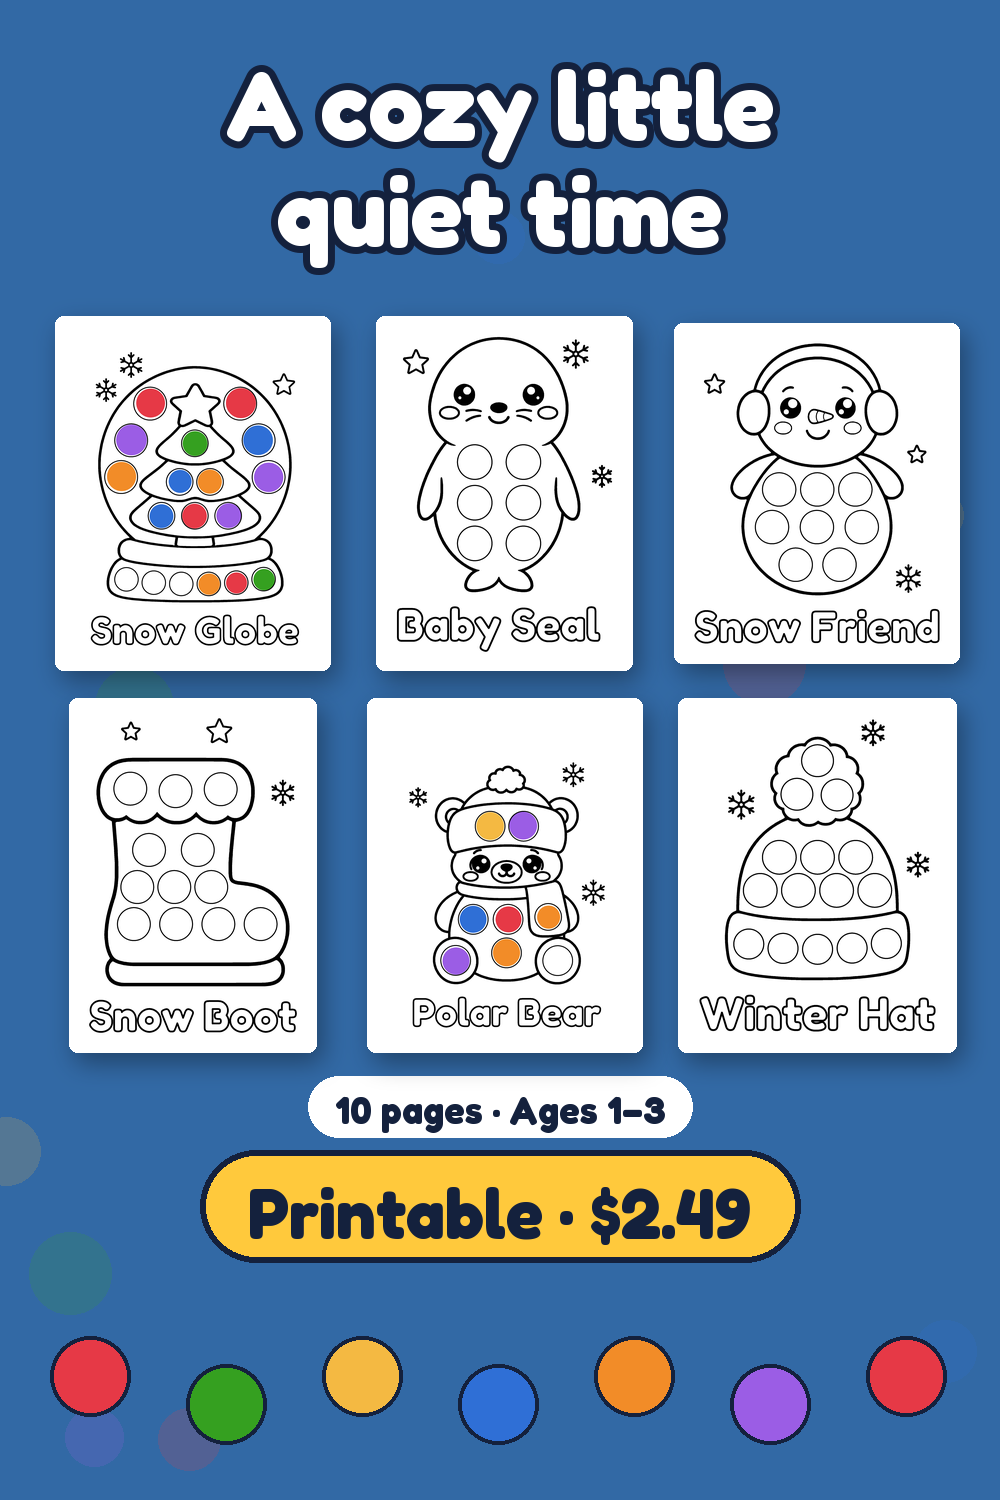 A cozy little
quiet time
Snow Globe
Baby Seal
Snow Friend
Snow Boot
Polar Bear
Winter Hat
10 pages · Ages 1–3
Printable · $2.49